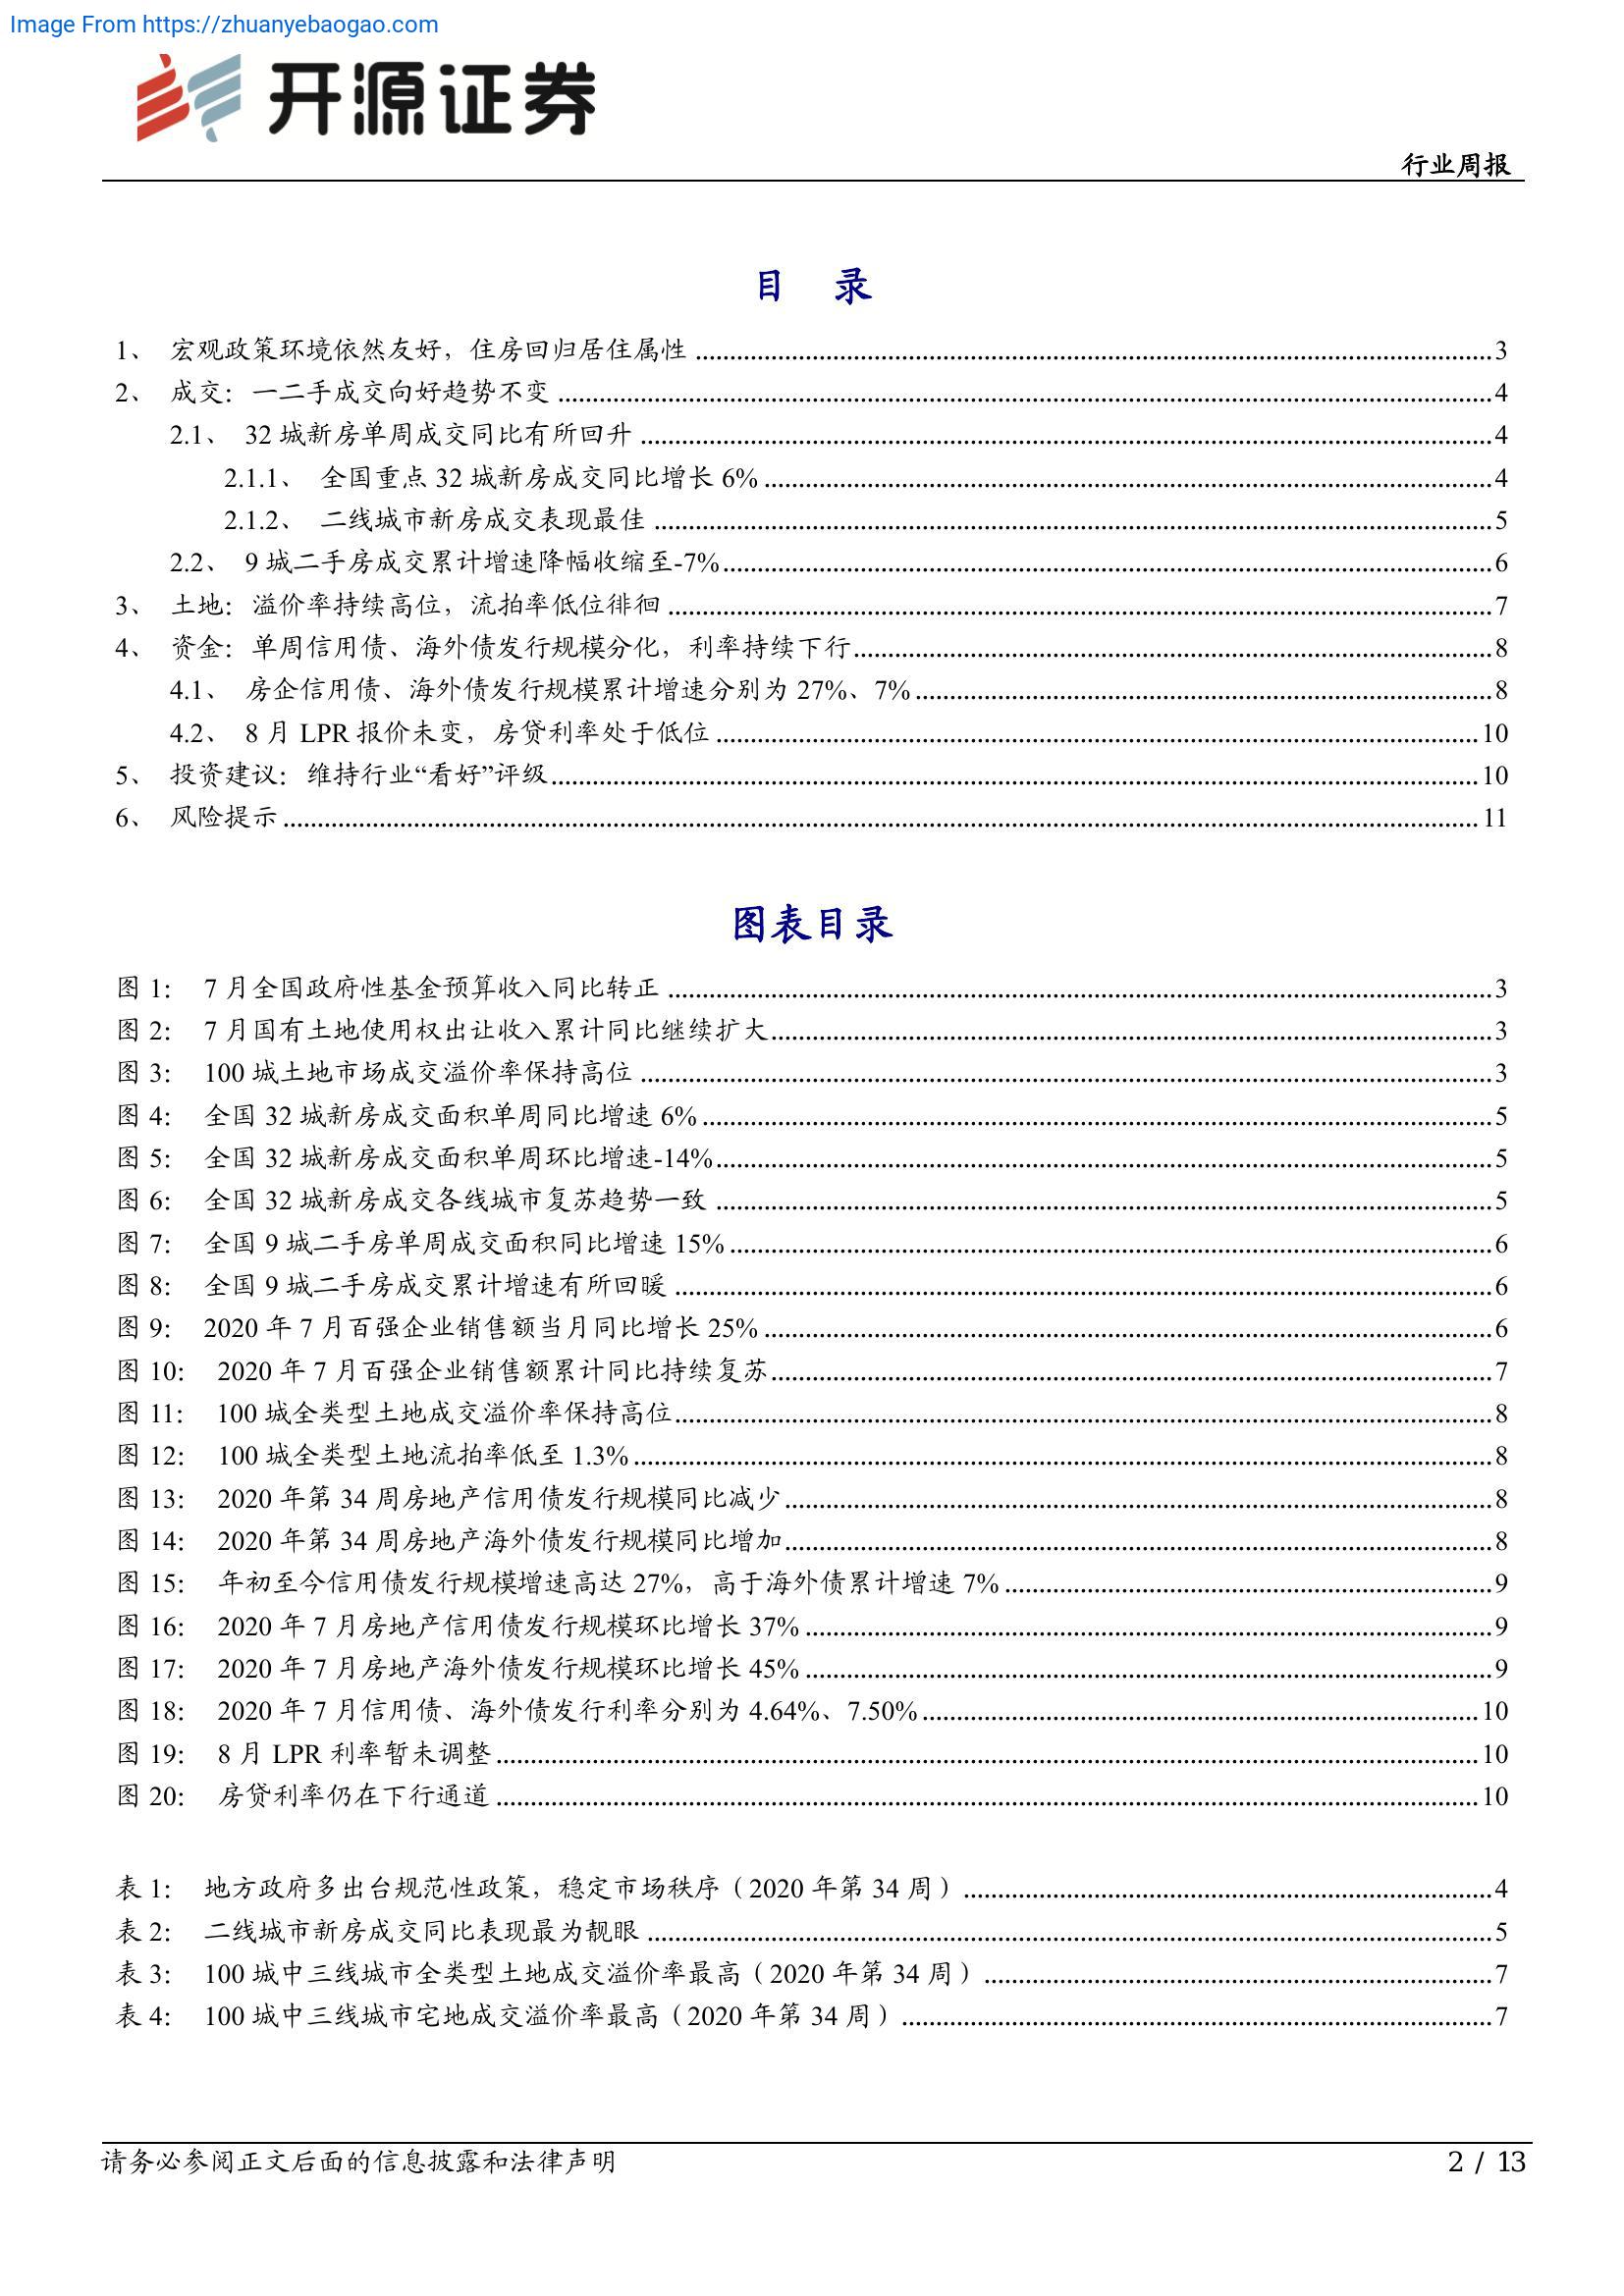 Image From https://zhuanyebaogao.com
开源证券
行业周报
目 录
1、 宏观政策环境依然友好，住房回归居住属性 ........ 3
2、 成交：一二手成交向好趋势不变 ........ 4
2.1、 32 城新房单周成交同比有所回升 ........ 4
2.1.1、 全国重点 32 城新房成交同比增长 6% ........ 4
2.1.2、 二线城市新房成交表现最佳 ........ 5
2.2、 9 城二手房成交累计增速降幅收缩至-7% ........ 6
3、 土地：溢价率持续高位，流拍率低位徘徊 ........ 7
4、 资金：单周信用债、海外债发行规模分化，利率持续下行 ........ 8
4.1、 房企信用债、海外债发行规模累计增速分别为 27%、7% ........ 8
4.2、 8 月 LPR 报价未变，房贷利率处于低位 ........ 10
5、 投资建议：维持行业“看好”评级 ........ 10
6、 风险提示 ........ 11
图表目录
图 1： 7 月全国政府性基金预算收入同比转正 ........ 3
图 2： 7 月国有土地使用权出让收入累计同比继续扩大 ........ 3
图 3： 100 城土地市场成交溢价率保持高位 ........ 3
图 4： 全国 32 城新房成交面积单周同比增速 6% ........ 5
图 5： 全国 32 城新房成交面积单周环比增速-14% ........ 5
图 6： 全国 32 城新房成交各线城市复苏趋势一致 ........ 5
图 7： 全国 9 城二手房单周成交面积同比增速 15% ........ 6
图 8： 全国 9 城二手房成交累计增速有所回暖 ........ 6
图 9： 2020 年 7 月百强企业销售额当月同比增长 25% ........ 6
图 10： 2020 年 7 月百强企业销售额累计同比持续复苏 ........ 7
图 11： 100 城全类型土地成交溢价率保持高位 ........ 8
图 12： 100 城全类型土地流拍率低至 1.3% ........ 8
图 13： 2020 年第 34 周房地产信用债发行规模同比减少 ........ 8
图 14： 2020 年第 34 周房地产海外债发行规模同比增加 ........ 8
图 15： 年初至今信用债发行规模增速高达 27%，高于海外债累计增速 7% ........ 9
图 16： 2020 年 7 月房地产信用债发行规模环比增长 37% ........ 9
图 17： 2020 年 7 月房地产海外债发行规模环比增长 45% ........ 9
图 18： 2020 年 7 月信用债、海外债发行利率分别为 4.64%、7.50% ........ 10
图 19： 8 月 LPR 利率暂未调整 ........ 10
图 20： 房贷利率仍在下行通道 ........ 10
表 1： 地方政府多出台规范性政策，稳定市场秩序（2020 年第 34 周） ........ 4
表 2： 二线城市新房成交同比表现最为靓眼 ........ 5
表 3： 100 城中三线城市全类型土地成交溢价率最高（2020 年第 34 周） ........ 7
表 4： 100 城中三线城市宅地成交溢价率最高（2020 年第 34 周） ........ 7
请务必参阅正文后面的信息披露和法律声明
2 / 13